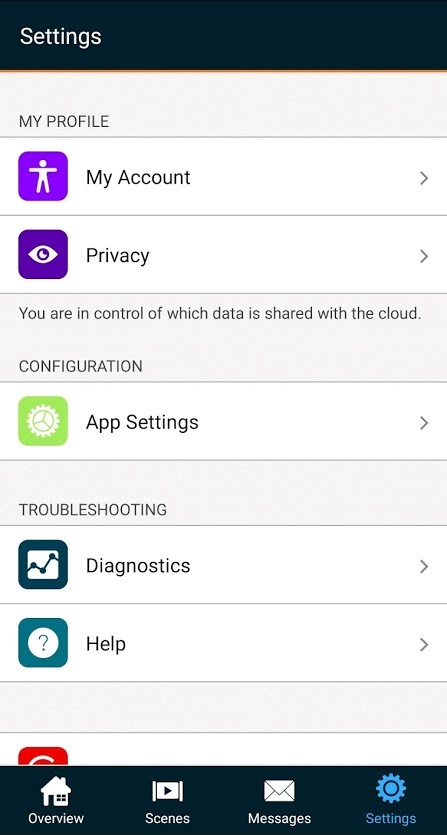 Settings
MY PROFILE
My Account
Privacy
You are in control of which data is shared with the cloud.
CONFIGURATION
App Settings
TROUBLESHOOTING
Diagnostics
?
Help
Overview
Scenes
Messages
Settings